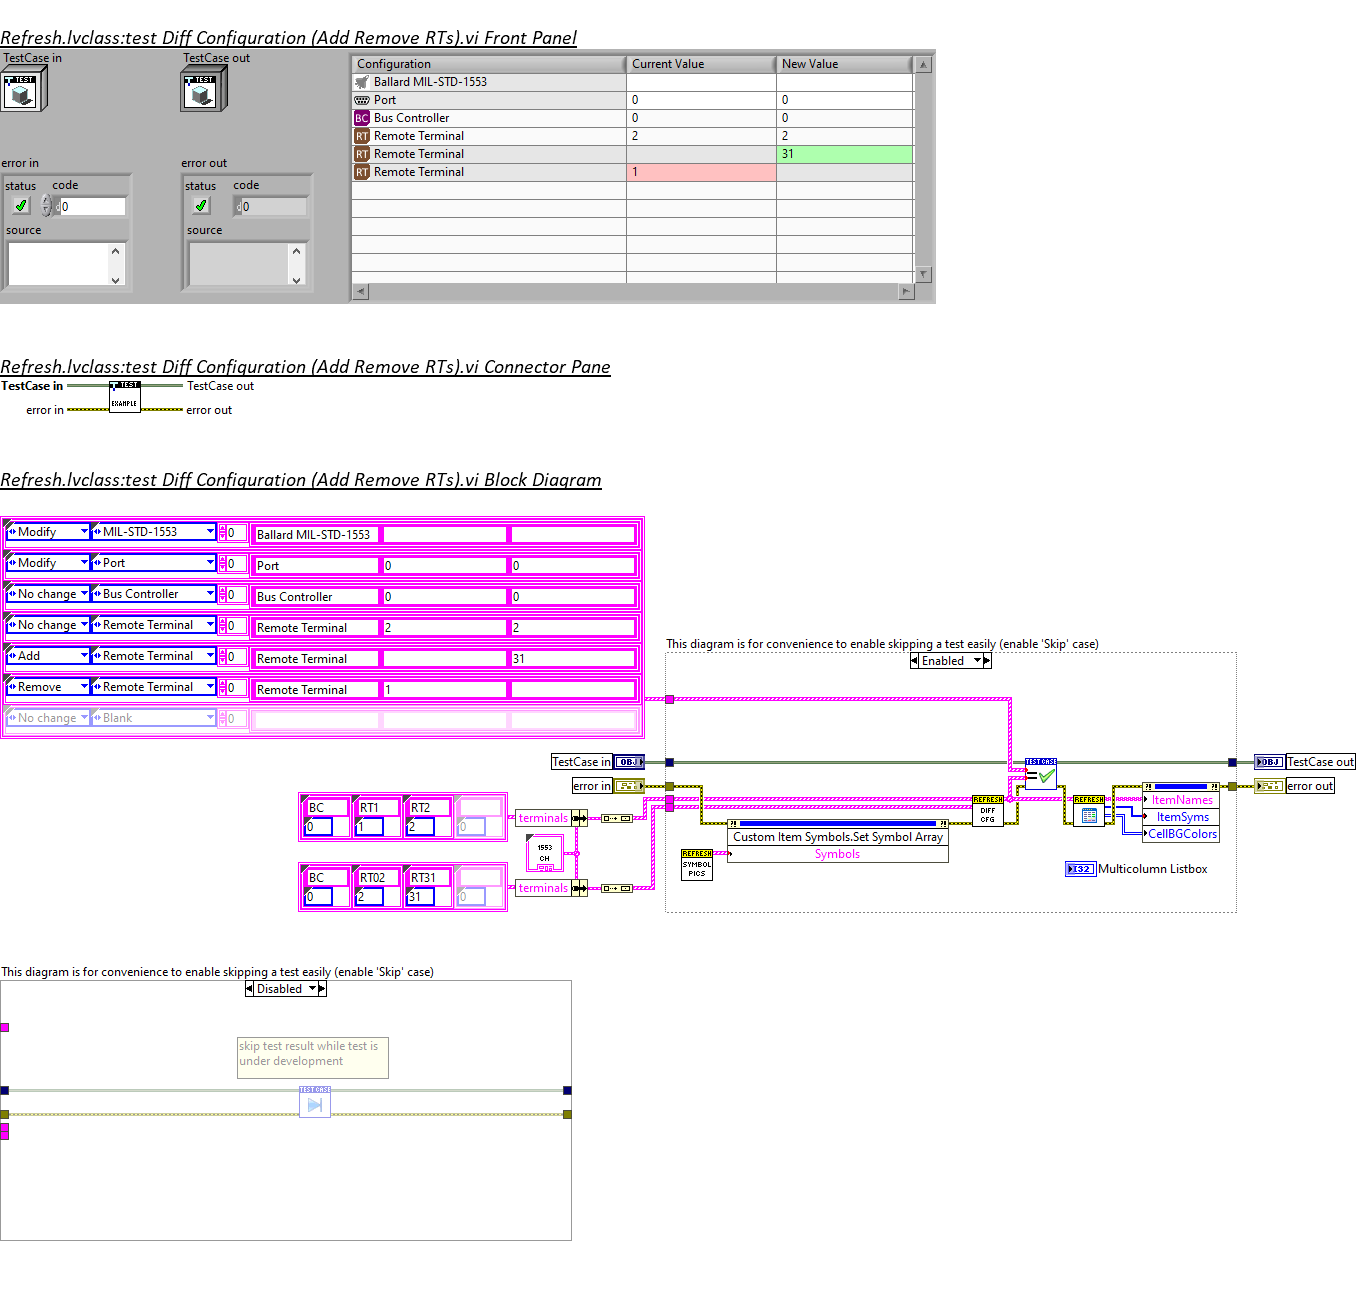 Refresh.lvclass:test Diff Configuration (Add Remove RTs).vi Front Panel
TestCase in
TestCase out
TEST
TEST
error in
error out
status code
0
source
status code
0
source
Configuration Current Value New Value
Ballard MIL-STD-1553
Port 0 0
BC Bus Controller 0 0
RT Remote Terminal 2 2
RT Remote Terminal 31
RT Remote Terminal 1
Refresh.lvclass:test Diff Configuration (Add Remove RTs).vi Connector Pane
TestCase in TEST TestCase out
error in EXAMPLE error out
Refresh.lvclass:test Diff Configuration (Add Remove RTs).vi Block Diagram
Modify MIL-STD-1553 0 Ballard MIL-STD-1553
Modify Port 0 Port 0 0
No change Bus Controller 0 Bus Controller 0 0
No change Remote Terminal 0 Remote Terminal 2 2
Add Remote Terminal 0 Remote Terminal 31
Remove Remote Terminal 0 Remote Terminal 1
No change Blank 0
This diagram is for convenience to enable skipping a test easily (enable 'Skip' case)
Enabled
TestCase in OBJ
error in
TEST CASE
OBJ TestCase out
error out
BC RT1 RT2
0 1 2 0
terminals
1553
CH
BC RT02 RT31
0 2 31 0
terminals
REFRESH
SYMBOL
PICS
Custom Item Symbols.Set Symbol Array
Symbols
REFRESH
DIFF
CFG
REFRESH
ItemNames
ItemSyms
CellBGColors
I32 Multicolumn Listbox
This diagram is for convenience to enable skipping a test easily (enable 'Skip' case)
Disabled
skip test result while test is
under development
TEST CASE